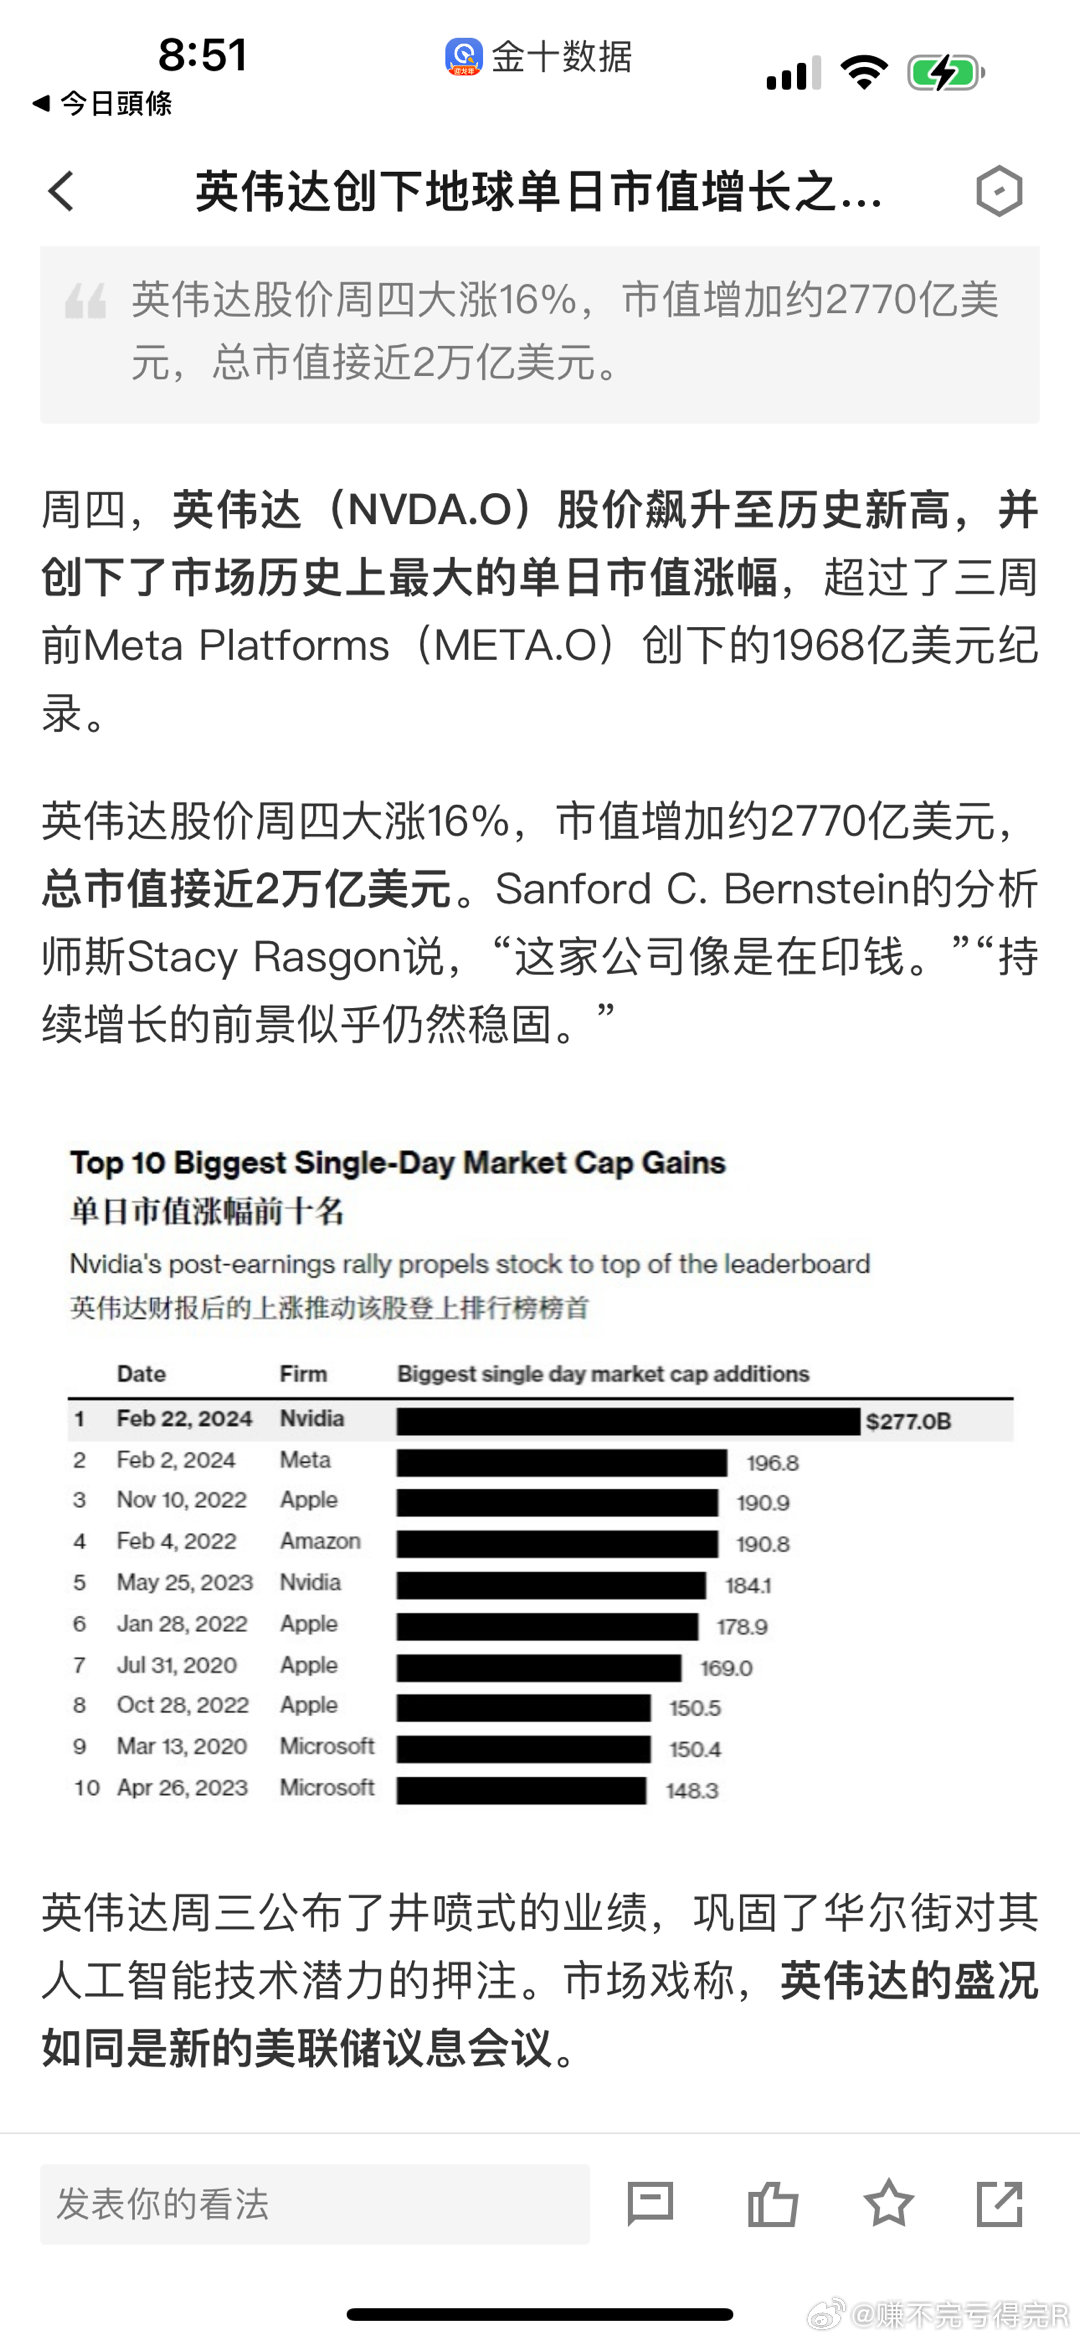 8:51
金十数据
◀ 今日頭條
英伟达创下地球单日市值增长之...
英伟达股价周四大涨16%，市值增加约2770亿美
元，总市值接近2万亿美元。
周四，英伟达（NVDA.O）股价飙升至历史新高，并
创下了市场历史上最大的单日市值涨幅，超过了三周
前Meta Platforms（META.O）创下的1968亿美元纪
录。
英伟达股价周四大涨16%，市值增加约2770亿美元，
总市值接近2万亿美元。Sanford C. Bernstein的分析
师斯Stacy Rasgon说，“这家公司像是在印钱。”“持
续增长的前景似乎仍然稳固。”
Top 10 Biggest Single-Day Market Cap Gains
单日市值涨幅前十名
Nvidia's post-earnings rally propels stock to top of the leaderboard
英伟达财报后的上涨推动该股登上排行榜榜首
Date Firm Biggest single day market cap additions
1 Feb 22, 2024 Nvidia $277.0B
2 Feb 2, 2024 Meta 196.8
3 Nov 10, 2022 Apple 190.9
4 Feb 4, 2022 Amazon 190.8
5 May 25, 2023 Nvidia 184.1
6 Jan 28, 2022 Apple 178.9
7 Jul 31, 2020 Apple 169.0
8 Oct 28, 2022 Apple 150.5
9 Mar 13, 2020 Microsoft 150.4
10 Apr 26, 2023 Microsoft 148.3
英伟达周三公布了井喷式的业绩，巩固了华尔街对其
人工智能技术潜力的押注。市场戏称，英伟达的盛况
如同是新的美联储议息会议。
发表你的看法
@赚不完亏得完R